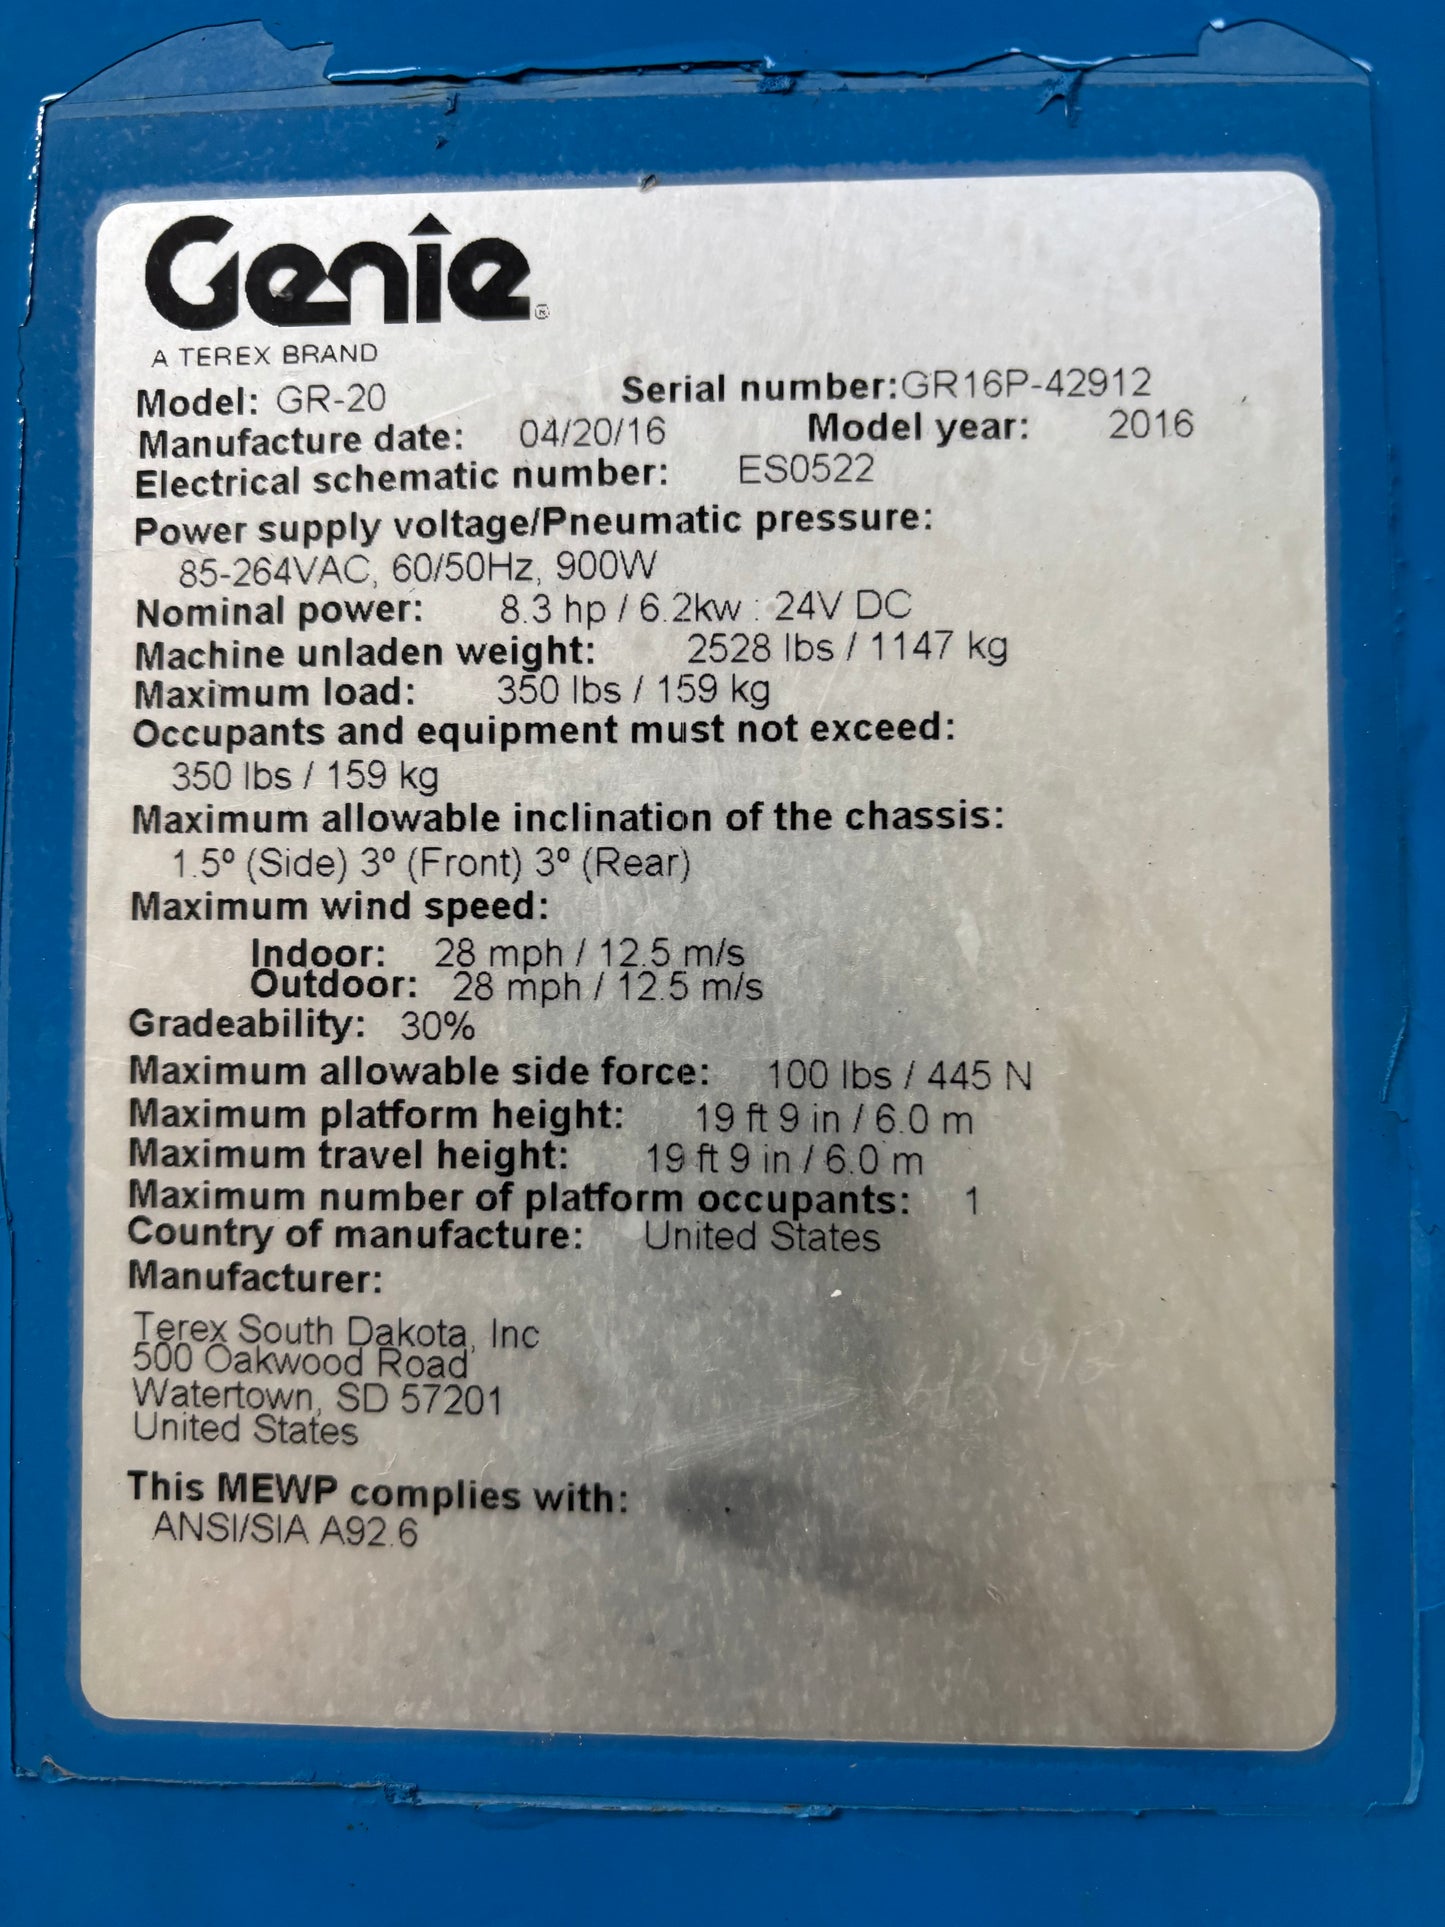 Genie®
A TEREX BRAND
Model: GR-20 Serial number:GR16P-42912
Manufacture date: 04/20/16 Model year: 2016
Electrical schematic number: ES0522
Power supply voltage/Pneumatic pressure:
85-264VAC, 60/50Hz, 900W
Nominal power: 8.3 hp / 6.2kw : 24V DC
Machine unladen weight: 2528 lbs / 1147 kg
Maximum load: 350 lbs / 159 kg
Occupants and equipment must not exceed:
350 lbs / 159 kg
Maximum allowable inclination of the chassis:
1.5º (Side) 3º (Front) 3º (Rear)
Maximum wind speed:
Indoor: 28 mph / 12.5 m/s
Outdoor: 28 mph / 12.5 m/s
Gradeability: 30%
Maximum allowable side force: 100 lbs / 445 N
Maximum platform height: 19 ft 9 in / 6.0 m
Maximum travel height: 19 ft 9 in / 6.0 m
Maximum number of platform occupants: 1
Country of manufacture: United States
Manufacturer:
Terex South Dakota, Inc
500 Oakwood Road
Watertown, SD 57201
United States
This MEWP complies with:
ANSI/SIA A92.6